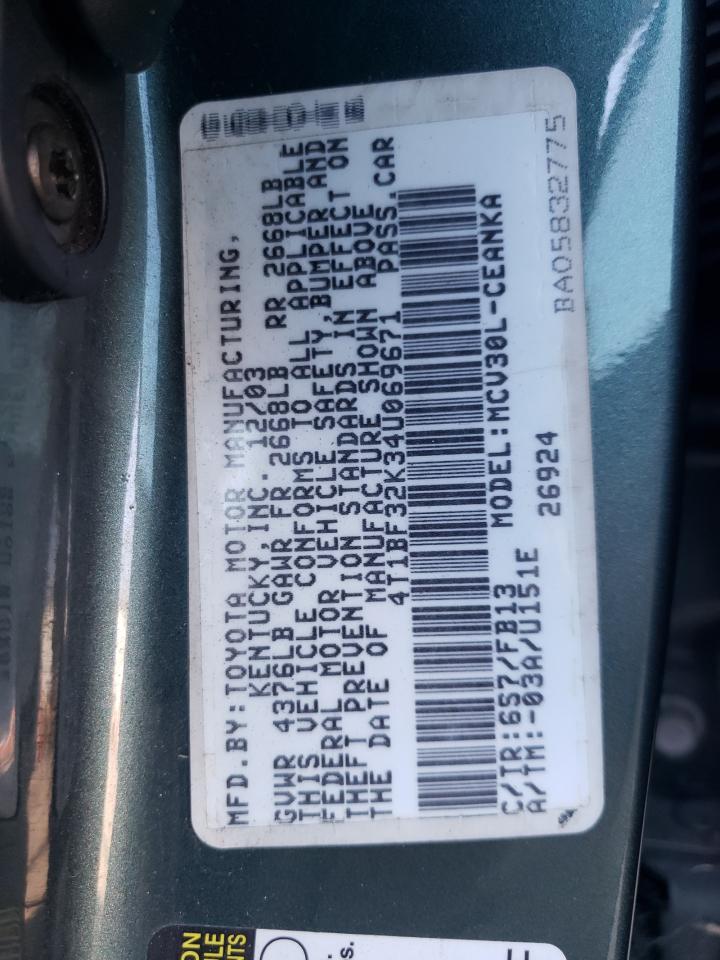 MFD. BY: TOYOTA MOTOR MANUFACTURING,
KENTUCKY, INC. 12/03
GVWR 4376LB GAWR FR 2668LB RR 2668LB
THIS VEHICLE CONFORMS TO ALL APPLICABLE
FEDERAL MOTOR VEHICLE SAFETY, BUMPER AND
THEFT PREVENTION STANDARDS IN EFFECT ON
THE DATE OF MANUFACTURE SHOWN ABOVE
4T1BF32K34U069671 PASS. CAR
C/TR: 6S7/FB13 MODEL: MCV30L-CEANKA
A/TM: -03A/U151E 26924
BA05832775